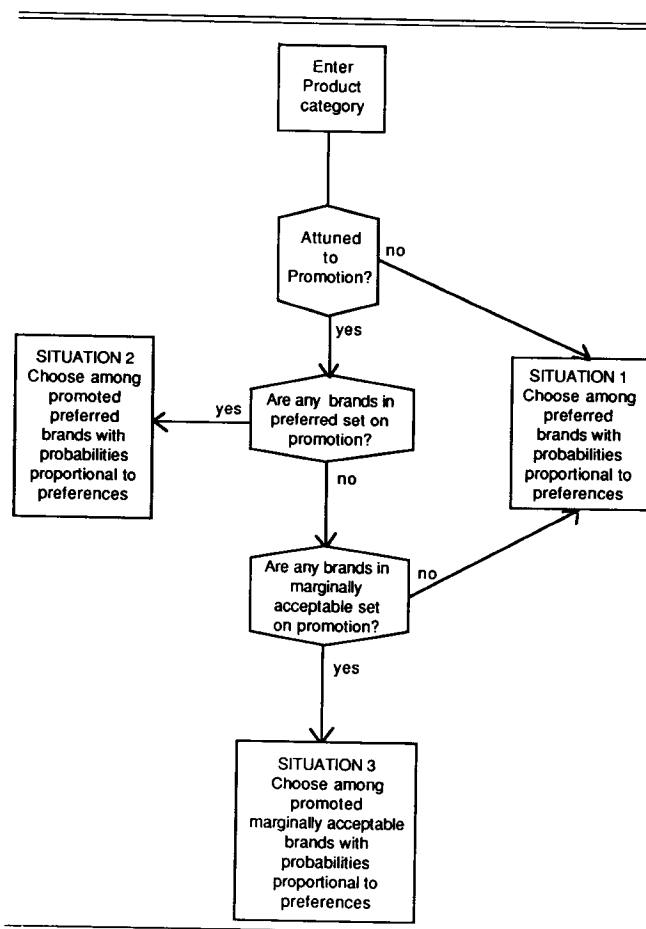 Enter
Product
category
Attuned
to
Promotion?
no
yes
SITUATION 2
Choose among
promoted
preferred
brands with
probabilities
proportional to
preferences
yes
Are any brands in
preferred set on
promotion?
SITUATION 1
Choose among
preferred
brands with
probabilities
proportional to
preferences
no
Are any brands in
marginally
acceptable set
on promotion?
no
yes
SITUATION 3
Choose among
promoted
marginally acceptable
brands with
probabilities
proportional to
preferences